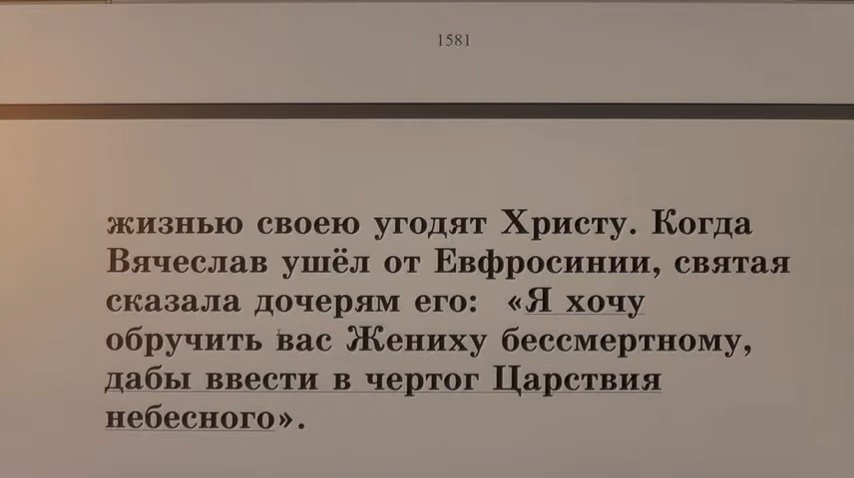 1581
жизнью своею угодят Христу. Когда
Вячеслав ушёл от Евфросинии, святая
сказала дочерям его: «Я хочу
обручить вас Жениху бессмертному,
дабы ввести в чертог Царствия
небесного».